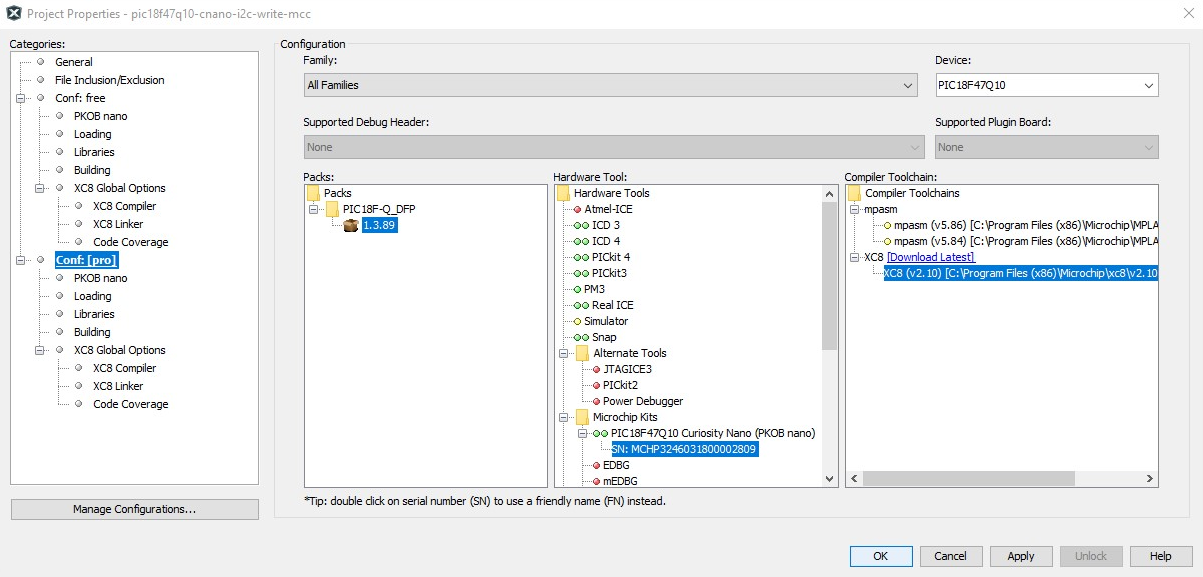 Project Properties - pic18f47q10-cnano-i2c-write-mcc
Categories:
General
File Inclusion/Exclusion
Conf: free
PKOB nano
Loading
Libraries
Building
XC8 Global Options
XC8 Compiler
XC8 Linker
Code Coverage
Conf: [pro]
PKOB nano
Loading
Libraries
Building
XC8 Global Options
XC8 Compiler
XC8 Linker
Code Coverage
Manage Configurations...
Configuration
Family:
All Families
Device:
PIC18F47Q10
Supported Debug Header:
None
Supported Plugin Board:
None
Packs:
Packs
PIC18F-Q_DFP
1.3.89
Hardware Tool:
Hardware Tools
Atmel-ICE
ICD 3
ICD 4
PICkit 4
PICkit3
PM3
Real ICE
Simulator
Snap
Alternate Tools
JTAGICE3
PICkit2
Power Debugger
Microchip Kits
PIC18F47Q10 Curiosity Nano (PKOB nano)
SN: MCHP3246031800002809
EDBG
mEDBG
Compiler Toolchain:
Compiler Toolchains
mpasm
mpasm (v5.86) [C:\Program Files (x86)\Microchip\MPLA
mpasm (v5.84) [C:\Program Files (x86)\Microchip\MPLA
XC8 [Download Latest]
XC8 (v2.10) [C:\Program Files (x86)\Microchip\xc8\v2.10
*Tip: double click on serial number (SN) to use a friendly name (FN) instead.
OK
Cancel
Apply
Unlock
Help